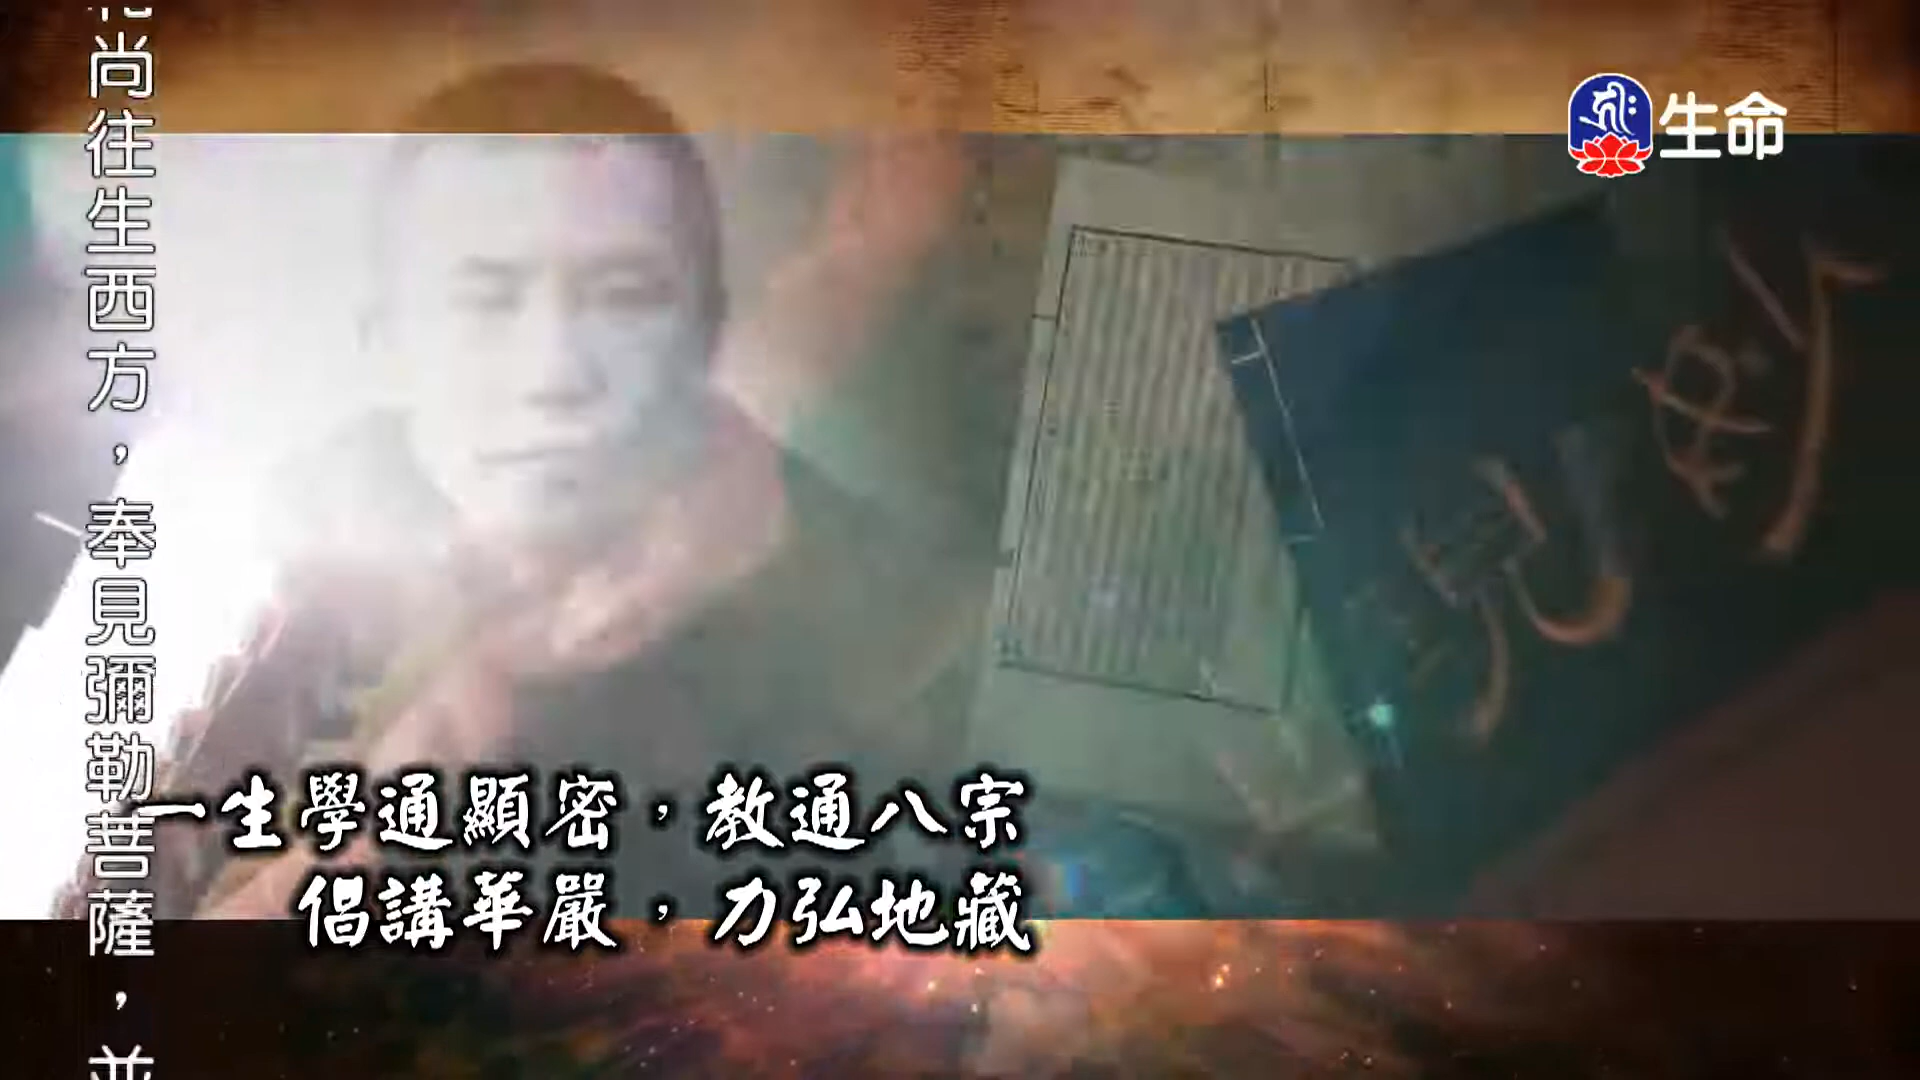 尚往生西方，奉見彌勒菩薩，並
生命
一生學通顯密，教通八宗
倡講華嚴，力弘地藏